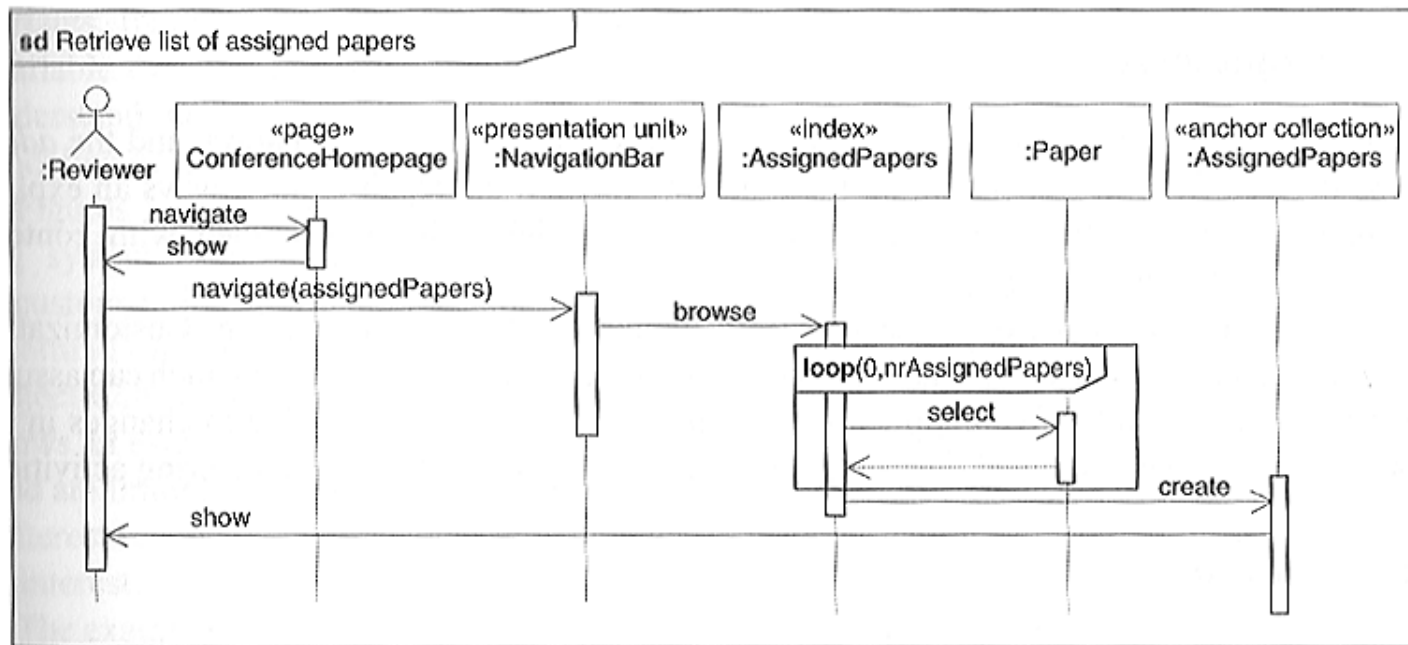 sd Retrieve list of assigned papers
:Reviewer
«page»
ConferenceHomepage
«presentation unit»
:NavigationBar
«index»
:AssignedPapers
:Paper
«anchor collection»
:AssignedPapers
navigate
show
navigate(assignedPapers)
browse
loop(0,nrAssignedPapers)
select
create
show